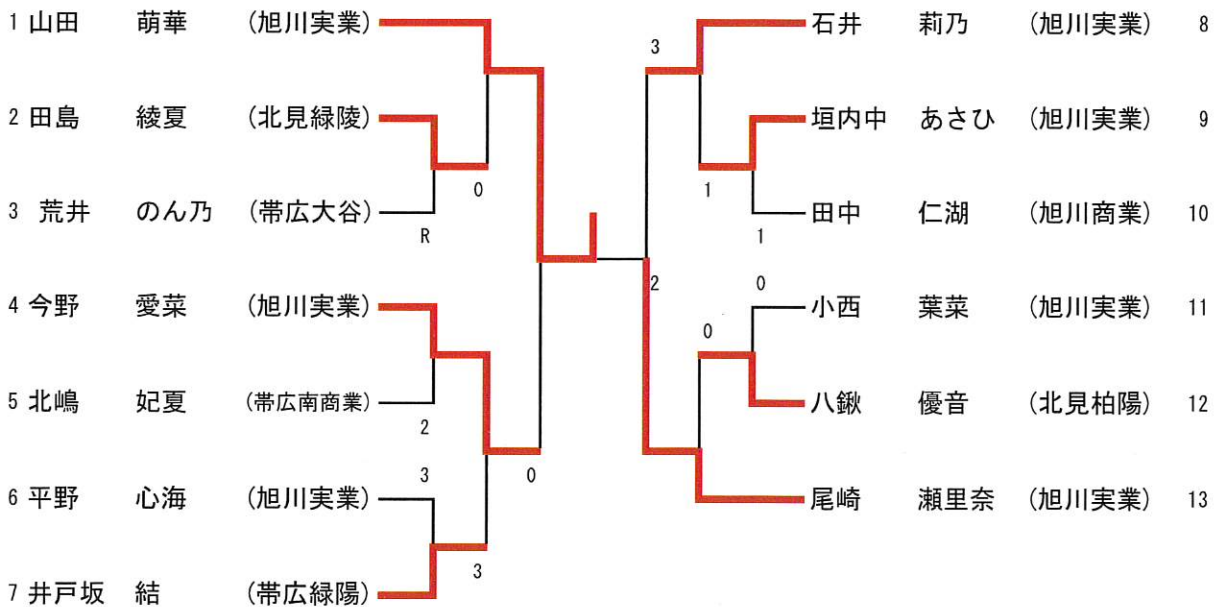 1 山田 萌華 (旭川実業)
2 田島 綾夏 (北見緑陵)
0
3 荒井 のん乃 (帯広大谷)
R
4 今野 愛菜 (旭川実業)
5 北嶋 妃夏 (帯広南商業)
2
3
0
6 平野 心海 (旭川実業)
3
7 井戸坂 結 (帯広緑陽)
石井 莉乃 (旭川実業) 8
3
垣内中 あさひ (旭川実業) 9
1
田中 仁湖 (旭川商業) 10
1
2
0
小西 葉菜 (旭川実業) 11
0
八鍬 優音 (北見柏陽) 12
尾崎 瀬里奈 (旭川実業) 13